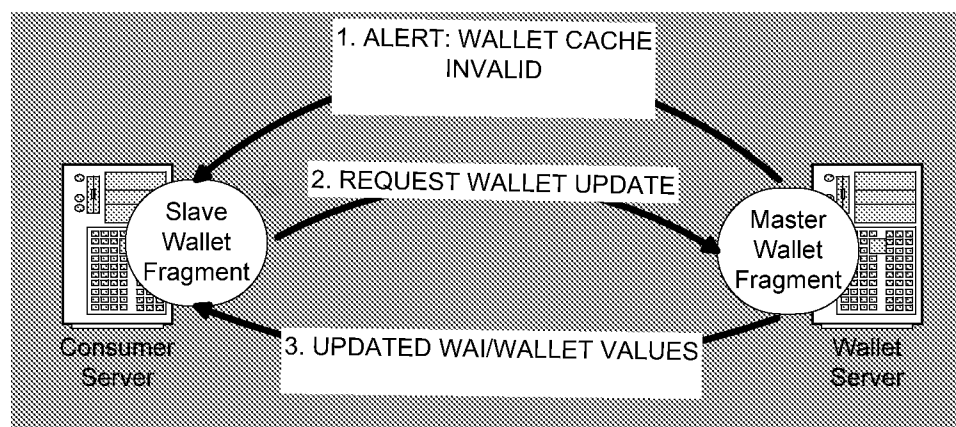 1. ALERT: WALLET CACHE
INVALID
2. REQUEST WALLET UPDATE
Slave
Wallet
Fragment
Master
Wallet
Fragment
3. UPDATED WAI/WALLET VALUES
Consumer
Server
Wallet
Server